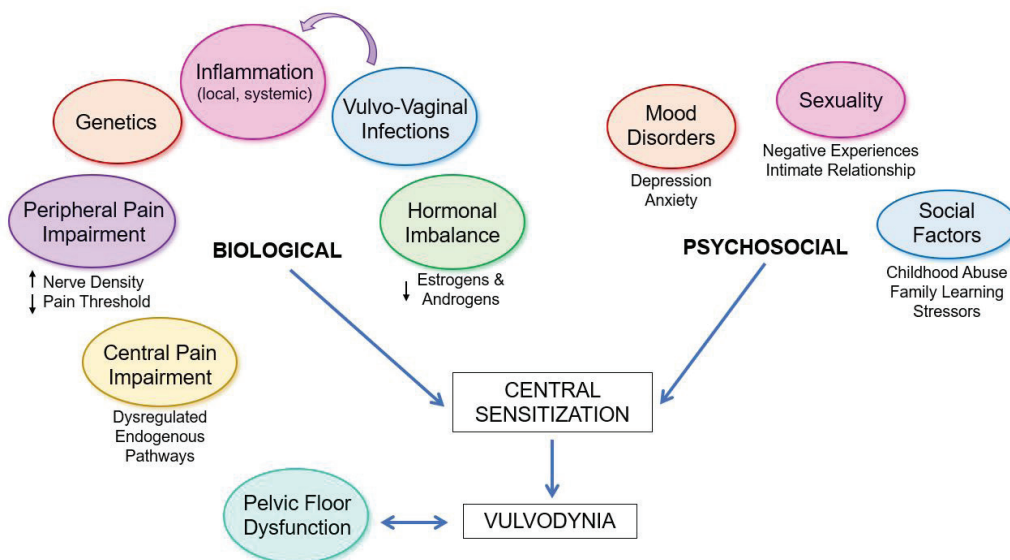 Inflammation
(local, systemic)
Genetics
Vulvo-Vaginal
Infections
Peripheral Pain
Impairment
↑ Nerve Density
↓ Pain Threshold
Hormonal
Imbalance
↓ Estrogens &
Androgens
BIOLOGICAL
Central Pain
Impairment
Dysregulated
Endogenous
Pathways
Mood
Disorders
Depression
Anxiety
Sexuality
Negative Experiences
Intimate Relationship
Social
Factors
Childhood Abuse
Family Learning
Stressors
PSYCHOSOCIAL
CENTRAL
SENSITIZATION
Pelvic Floor
Dysfunction
VULVODYNIA